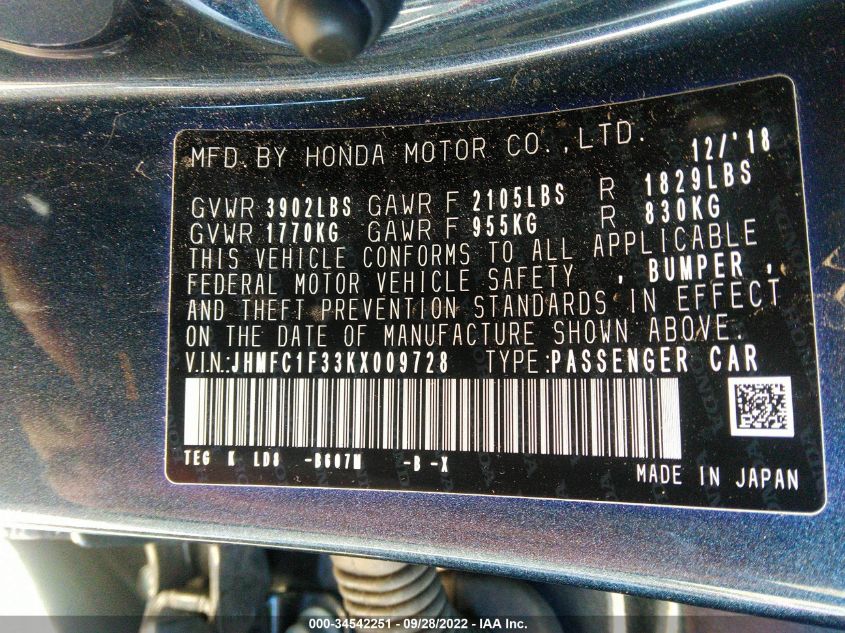 MFD. BY HONDA MOTOR CO., LTD. 12/'18
GVWR 3902LBS GAWR F 2105LBS R 1829LBS
GVWR 1770KG GAWR F 955KG R 830KG
THIS VEHICLE CONFORMS TO ALL APPLICABLE
FEDERAL MOTOR VEHICLE SAFETY , BUMPER ,
AND THEFT PREVENTION STANDARDS IN EFFECT
ON THE DATE OF MANUFACTURE SHOWN ABOVE.
V.I.N.:JHMFC1F33KX009728 TYPE:PASSENGER CAR
TEG K LD8 -B607M -B -X
MADE IN JAPAN
000-34542251 - 09/28/2022 - IAA Inc.